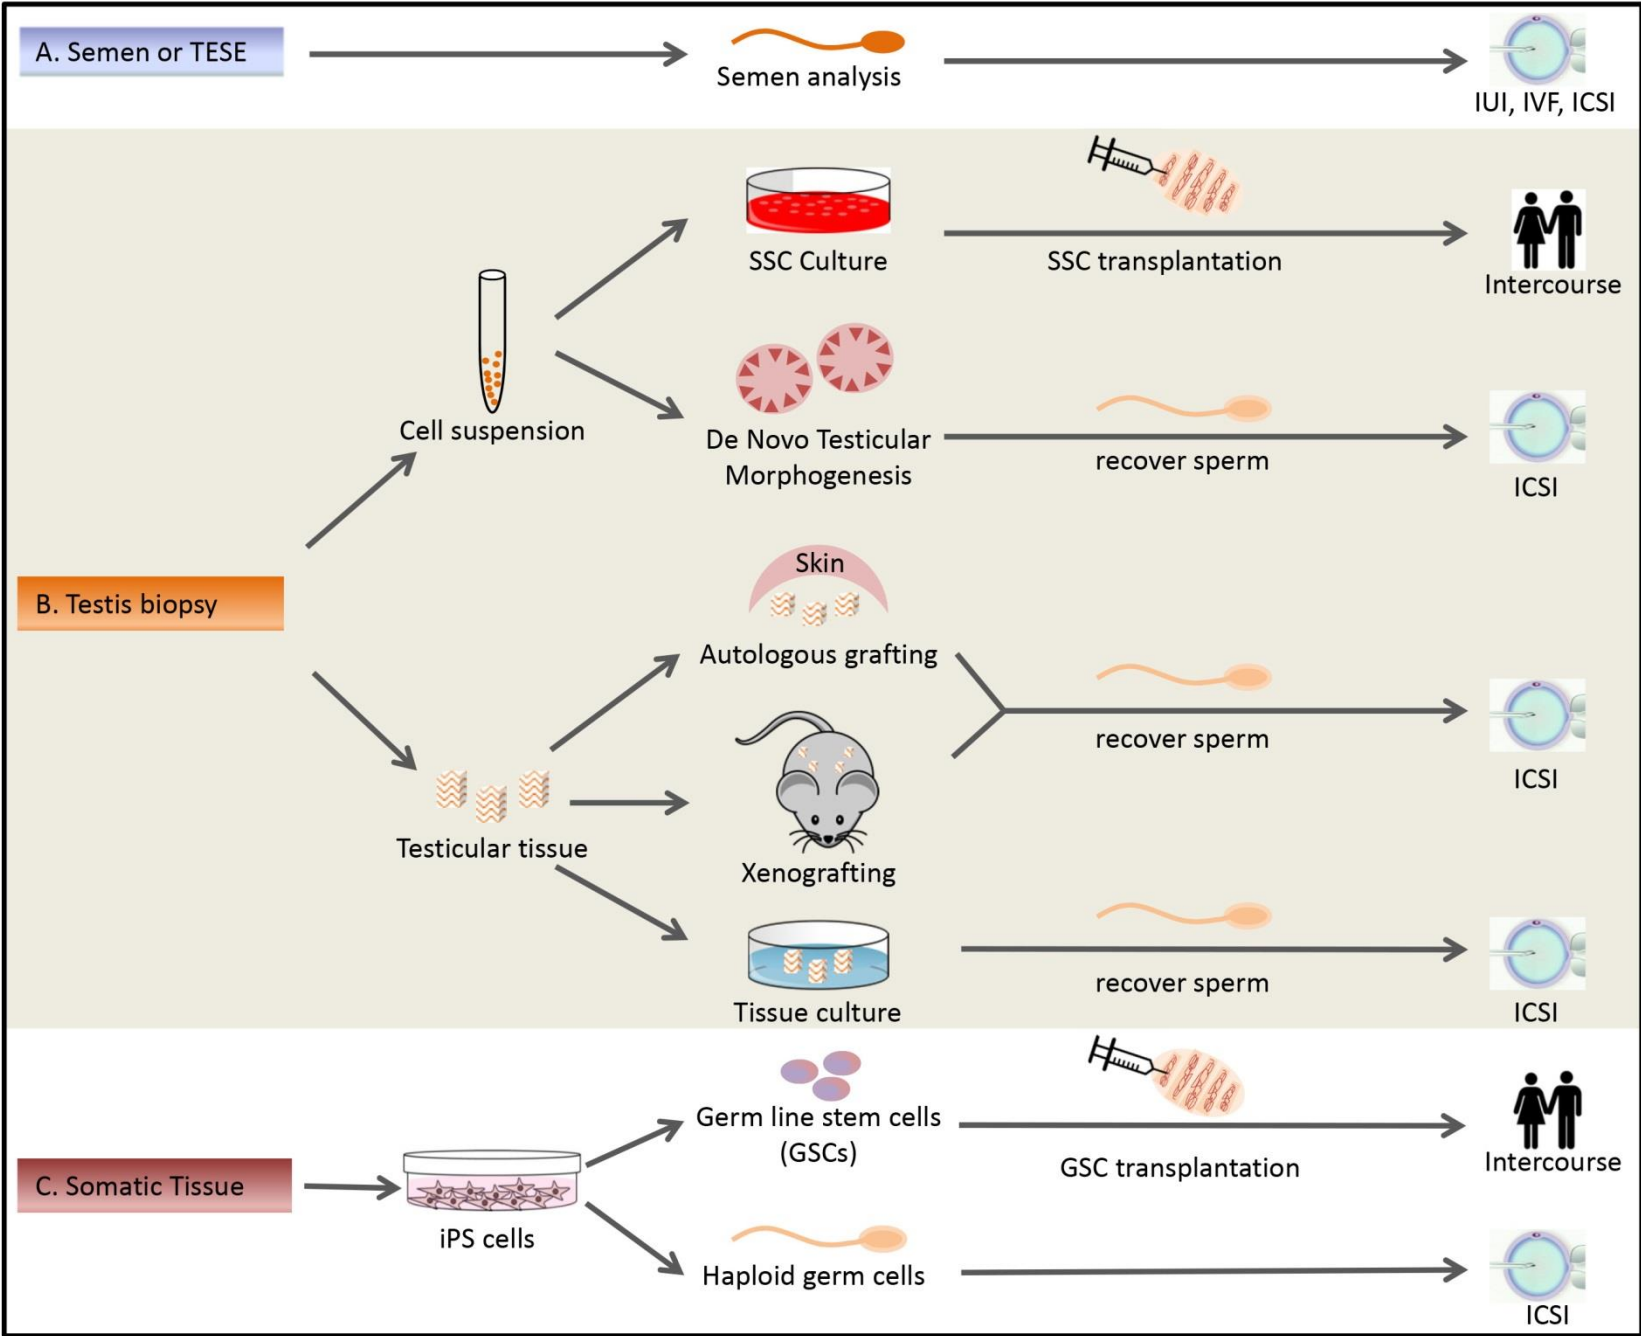 A. Semen or TESE
Semen analysis
IUI, IVF, ICSI
SSC Culture
SSC transplantation
Intercourse
Cell suspension
De Novo Testicular
Morphogenesis
recover sperm
ICSI
B. Testis biopsy
Skin
Autologous grafting
recover sperm
ICSI
Testicular tissue
Xenografting
Tissue culture
recover sperm
ICSI
C. Somatic Tissue
iPS cells
Germ line stem cells
(GSCs)
GSC transplantation
Intercourse
Haploid germ cells
ICSI